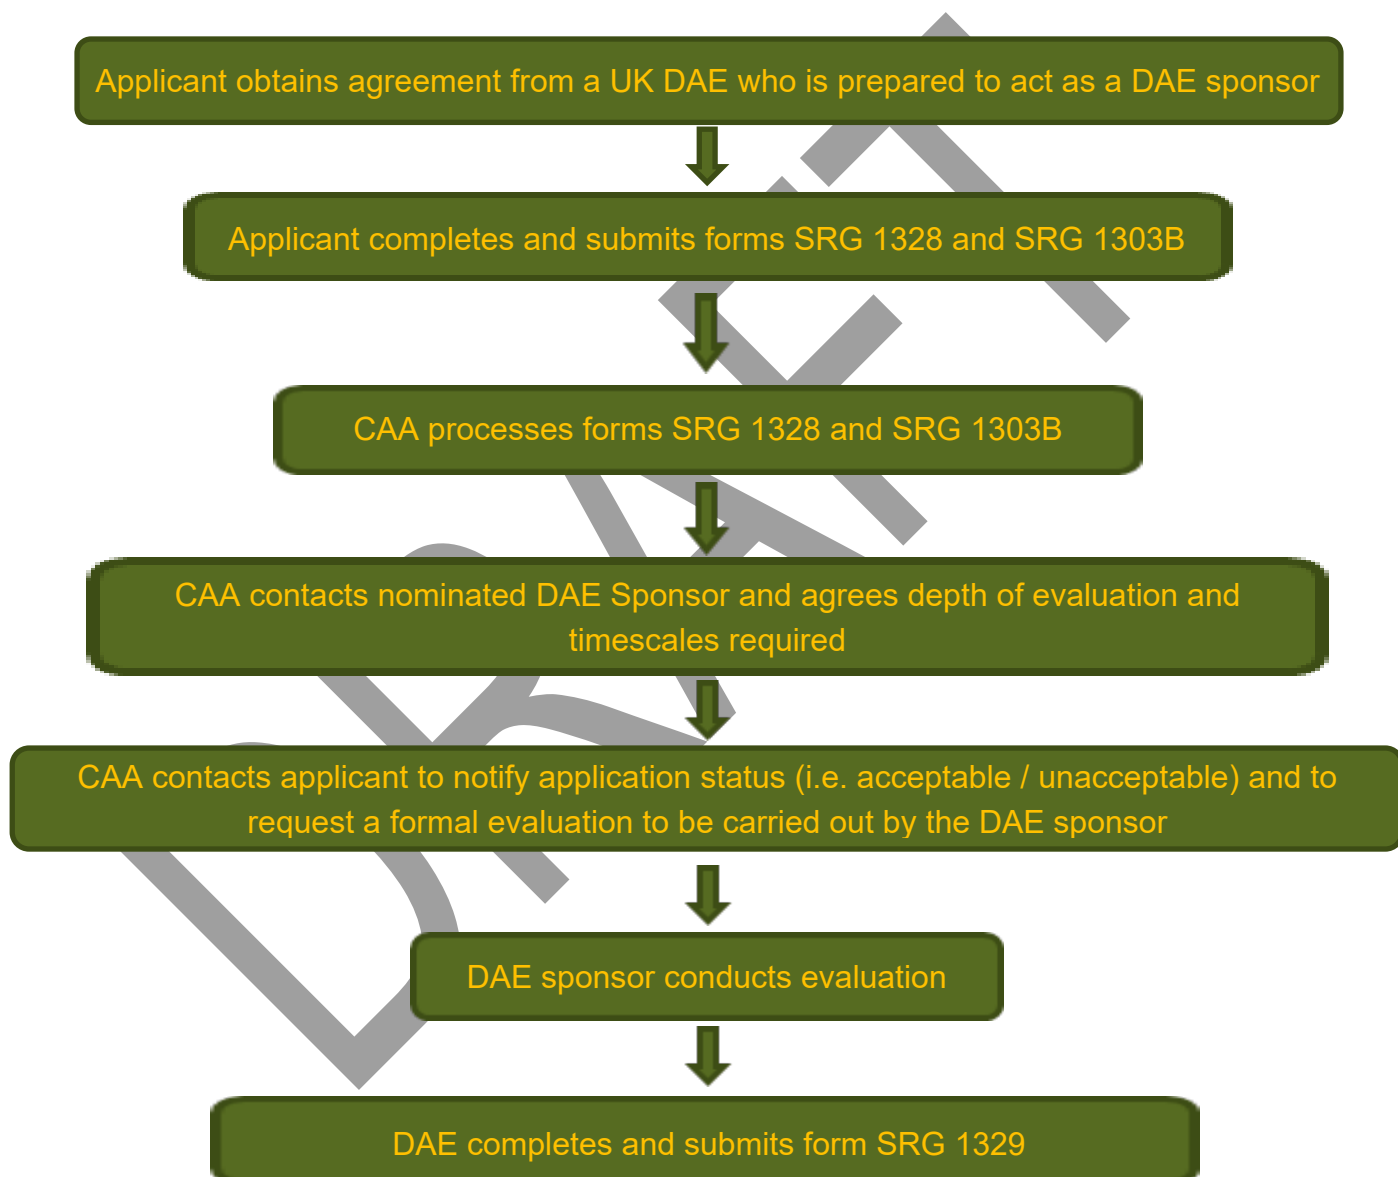 Applicant obtains agreement from a UK DAE who is prepared to act as a DAE sponsor
Applicant completes and submits forms SRG 1328 and SRG 1303B
CAA processes forms SRG 1328 and SRG 1303B
CAA contacts nominated DAE Sponsor and agrees depth of evaluation and
timescales required
CAA contacts applicant to notify application status (i.e. acceptable / unacceptable) and to
request a formal evaluation to be carried out by the DAE sponsor
DAE sponsor conducts evaluation
DAE completes and submits form SRG 1329
DRAFT